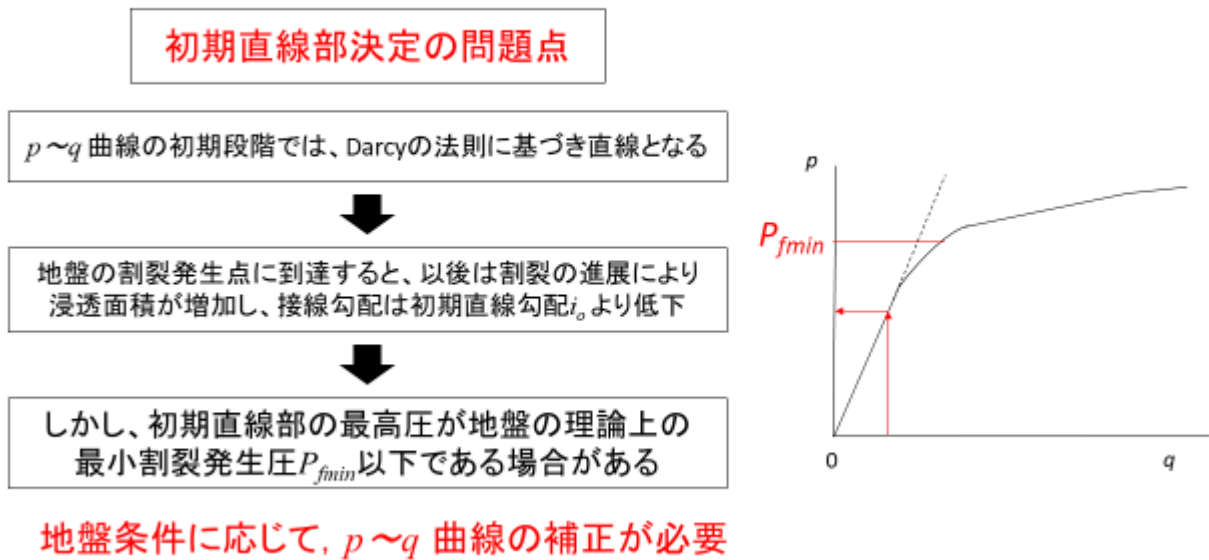 初期直線部決定の問題点
p～q 曲線の初期段階では、Darcyの法則に基づき直線となる
地盤の割裂発生点に到達すると、以後は割裂の進展により
浸透面積が増加し、接線勾配は初期直線勾配i₀より低下
しかし、初期直線部の最高圧が地盤の理論上の
最小割裂発生圧Pfmin以下である場合がある
地盤条件に応じて, p～q 曲線の補正が必要
p
Pfmin
0
q